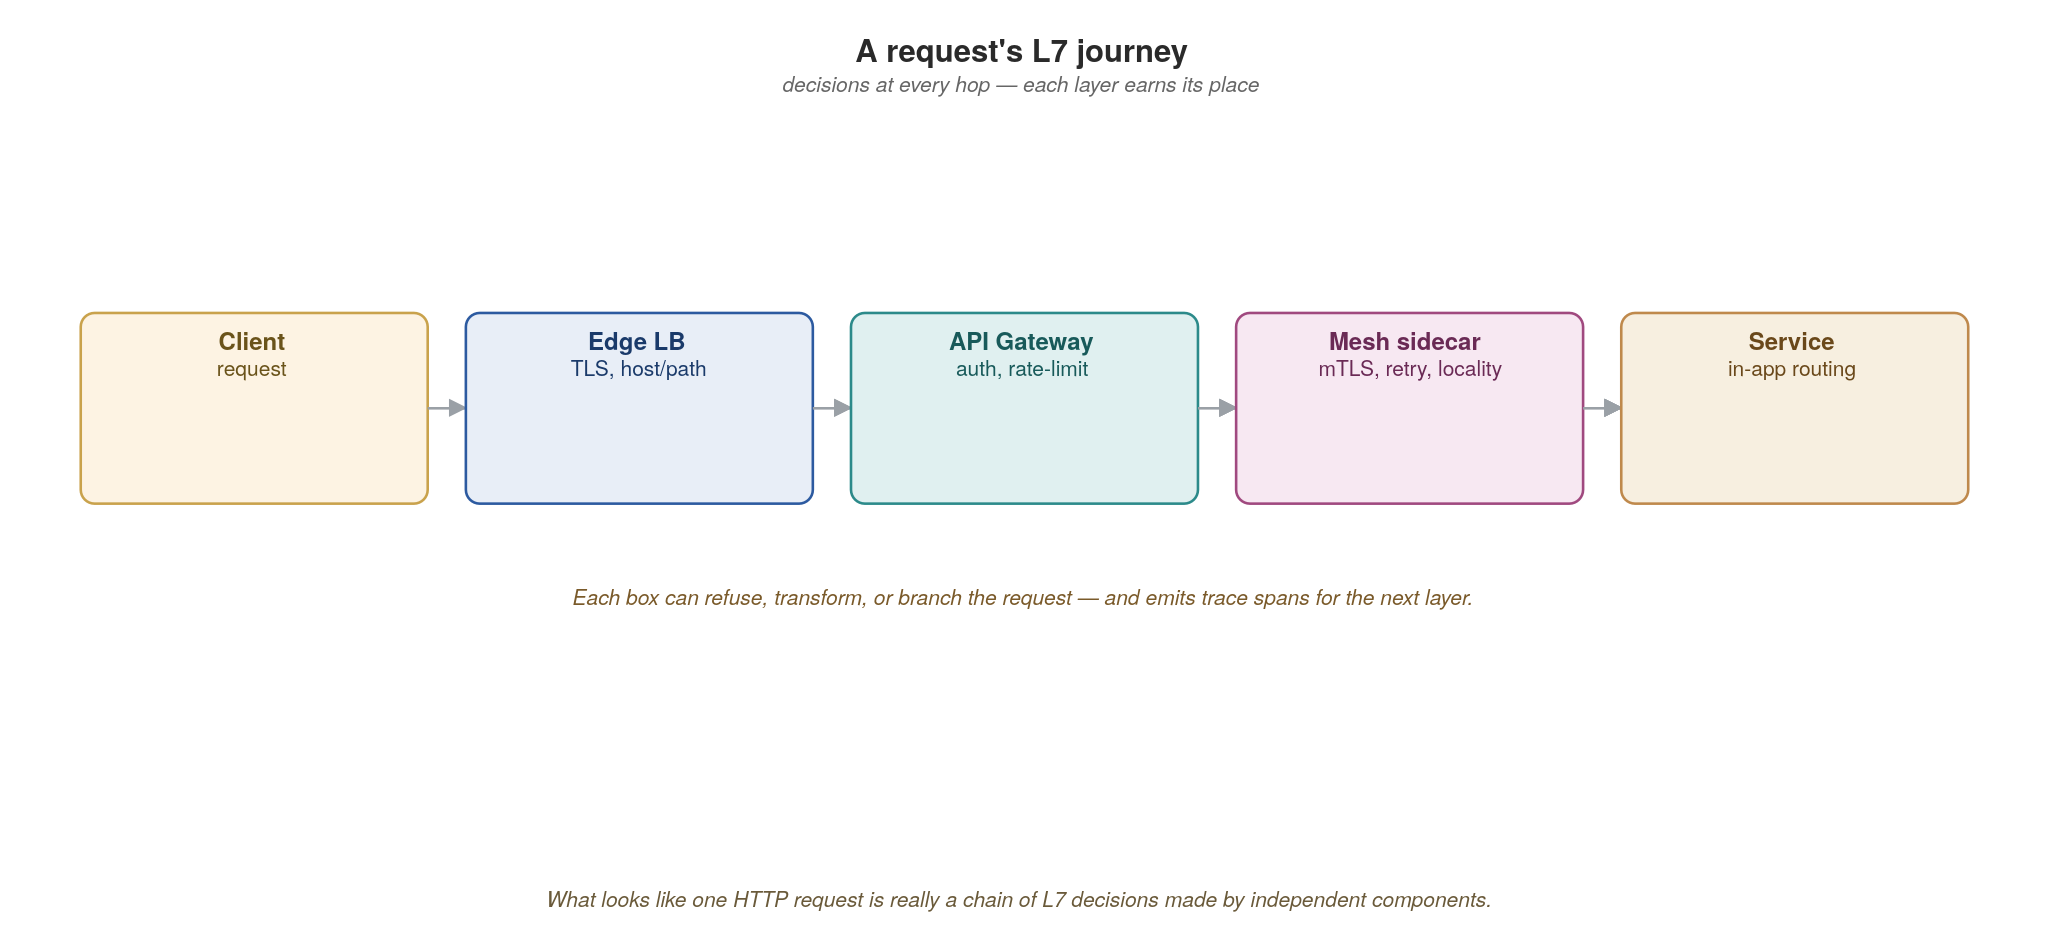 A request's L7 journey
decisions at every hop — each layer earns its place
Client
request
Edge LB
TLS, host/path
API Gateway
auth, rate-limit
Mesh sidecar
mTLS, retry, locality
Service
in-app routing
Each box can refuse, transform, or branch the request — and emits trace spans for the next layer.
What looks like one HTTP request is really a chain of L7 decisions made by independent components.